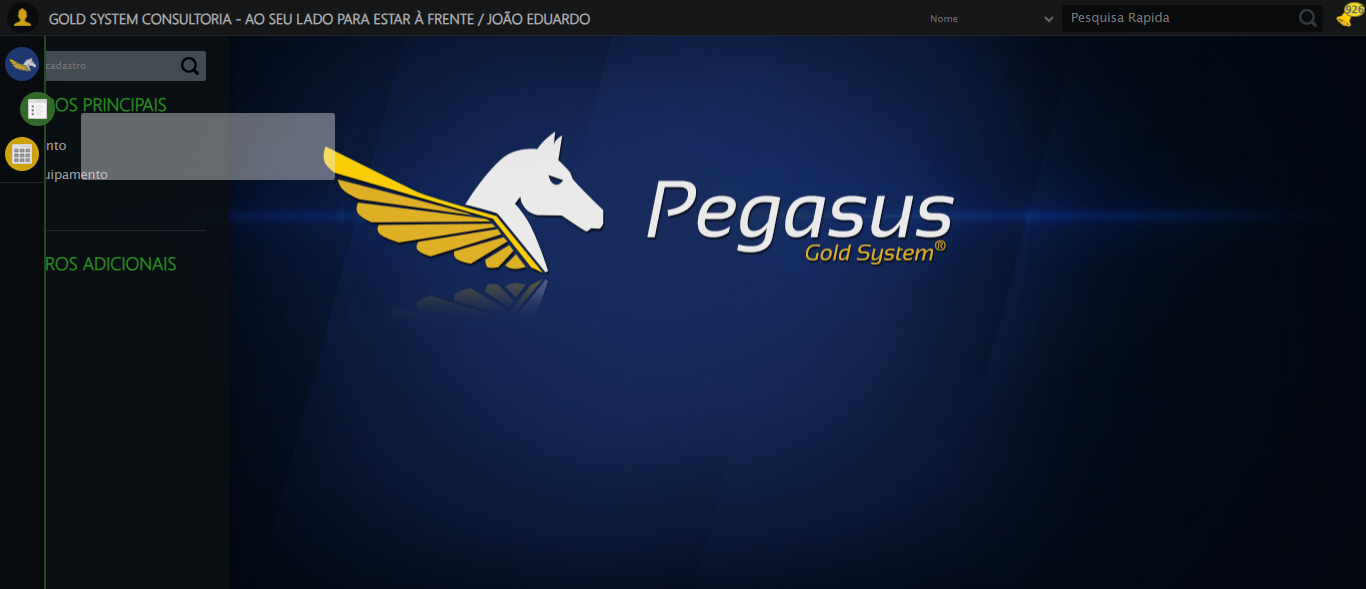 GOLD SYSTEM CONSULTORIA - AO SEU LADO PARA ESTAR À FRENTE / JOÃO EDUARDO
Nome
Pesquisa Rapida
926
cadastro
OS PRINCIPAIS
nto
uipamento
ROS ADICIONAIS
Pegasus
Gold System®